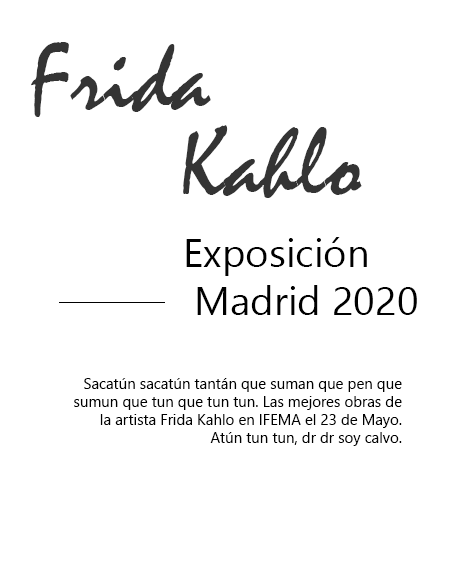 Frida
Kahlo
Exposición
Madrid 2020
Sacatún sacatún tantán que suman que pen que
sumun que tun que tun tun. Las mejores obras de
la artista Frida Kahlo en IFEMA el 23 de Mayo.
Atún tun tun, dr dr soy calvo.